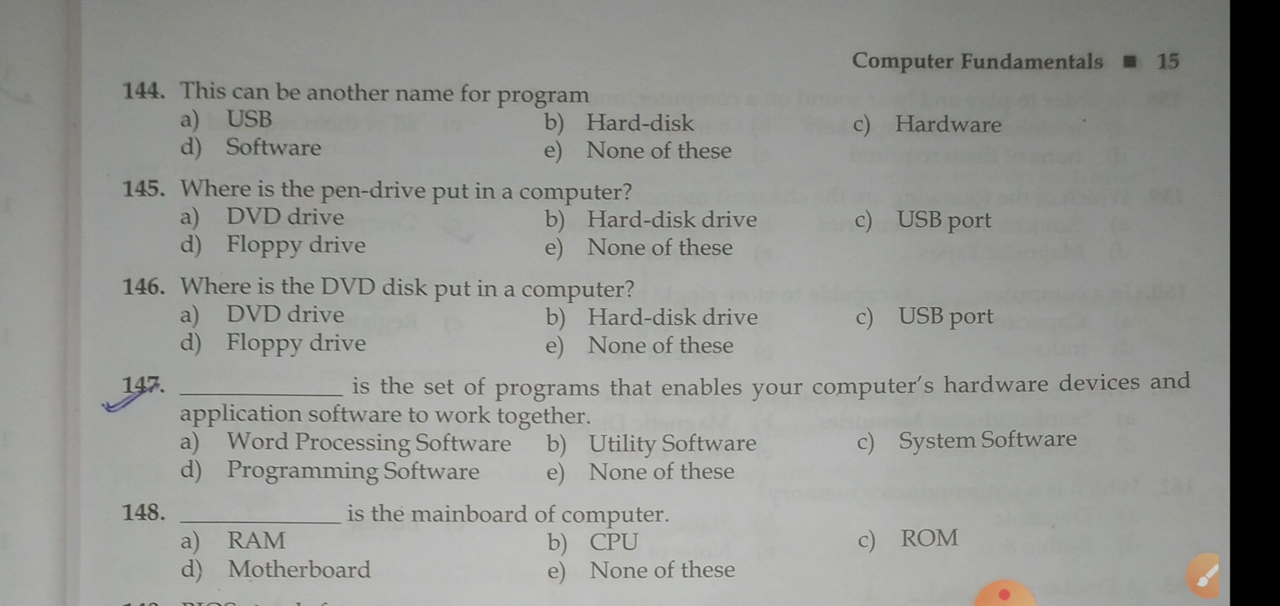 Computer Fundamentals ■ 15
144. This can be another name for program
a) USB b) Hard-disk c) Hardware
d) Software e) None of these
145. Where is the pen-drive put in a computer?
a) DVD drive b) Hard-disk drive c) USB port
d) Floppy drive e) None of these
146. Where is the DVD disk put in a computer?
a) DVD drive b) Hard-disk drive c) USB port
d) Floppy drive e) None of these
147. ____________ is the set of programs that enables your computer's hardware devices and
application software to work together.
a) Word Processing Software b) Utility Software c) System Software
d) Programming Software e) None of these
148. ____________ is the mainboard of computer.
a) RAM b) CPU c) ROM
d) Motherboard e) None of these